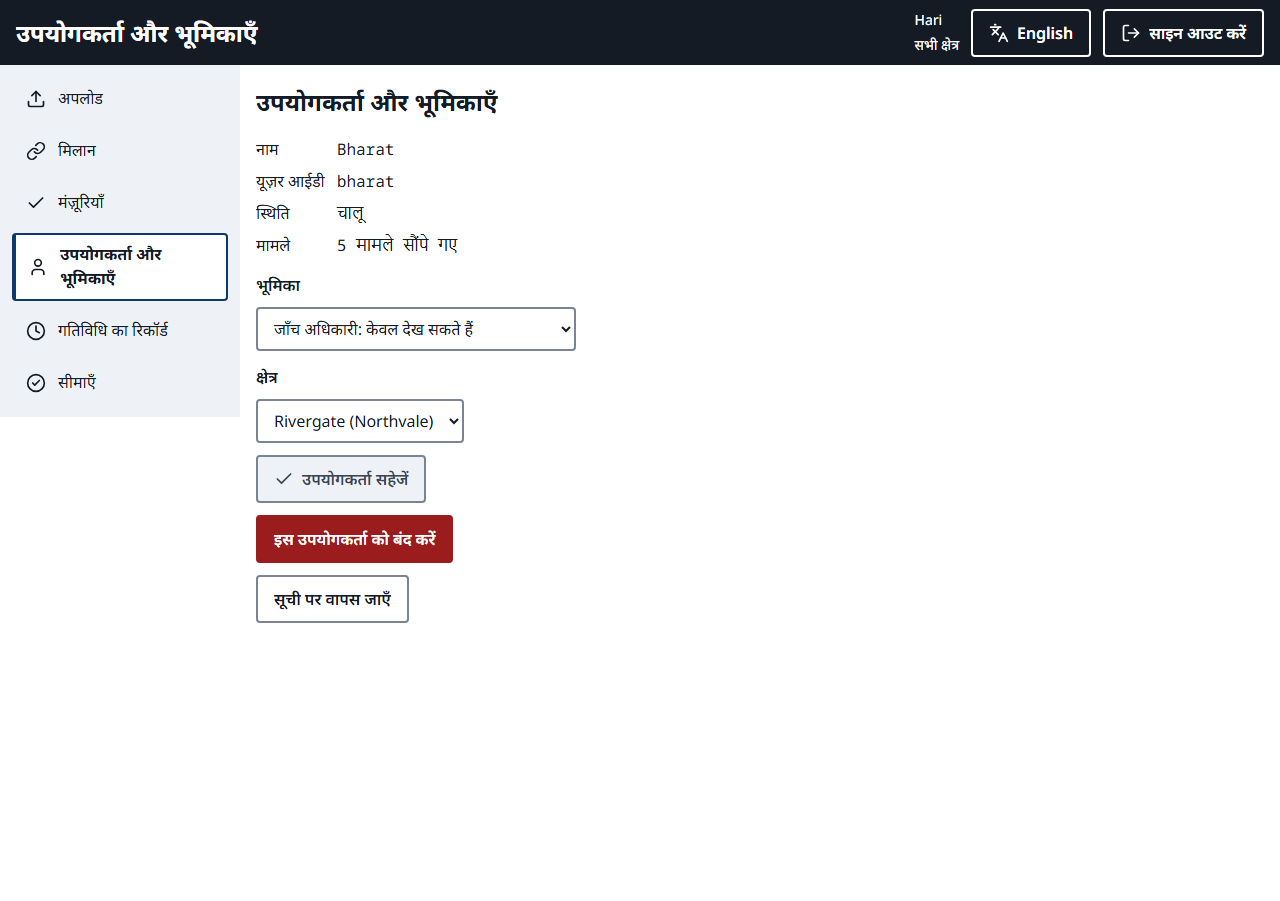 उपयोगकर्ता और भूमिकाएँ
Hari
सभी क्षेत्र
English
साइन आउट करें
अपलोड
मिलान
मंज़ूरियाँ
उपयोगकर्ता और
भूमिकाएँ
गतिविधि का रिकॉर्ड
सीमाएँ
उपयोगकर्ता और भूमिकाएँ
नाम Bharat
यूज़र आईडी bharat
स्थिति चालू
मामले 5 मामले सौंपे गए
भूमिका
जाँच अधिकारी: केवल देख सकते हैं
क्षेत्र
Rivergate (Northvale)
उपयोगकर्ता सहेजें
इस उपयोगकर्ता को बंद करें
सूची पर वापस जाएँ